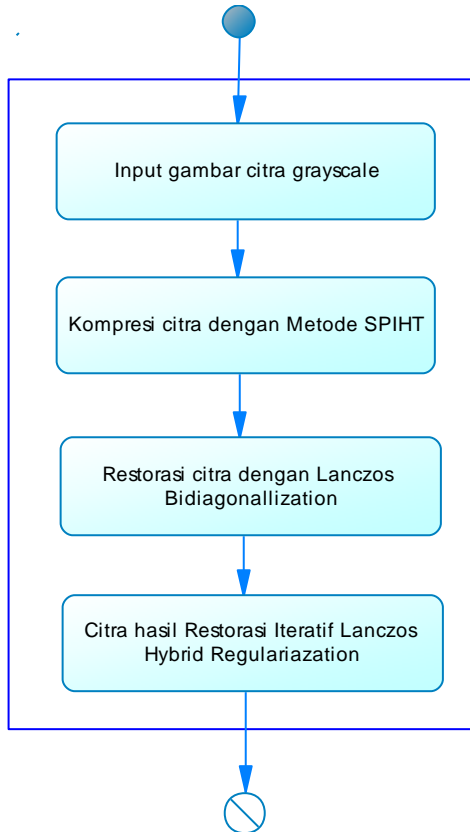 Input gambar citra grayscale
Kompresi citra dengan Metode SPIHT
Restorasi citra dengan Lanczos
Bidiagonallization
Citra hasil Restorasi Iteratif Lanczos
Hybrid Regulariazation